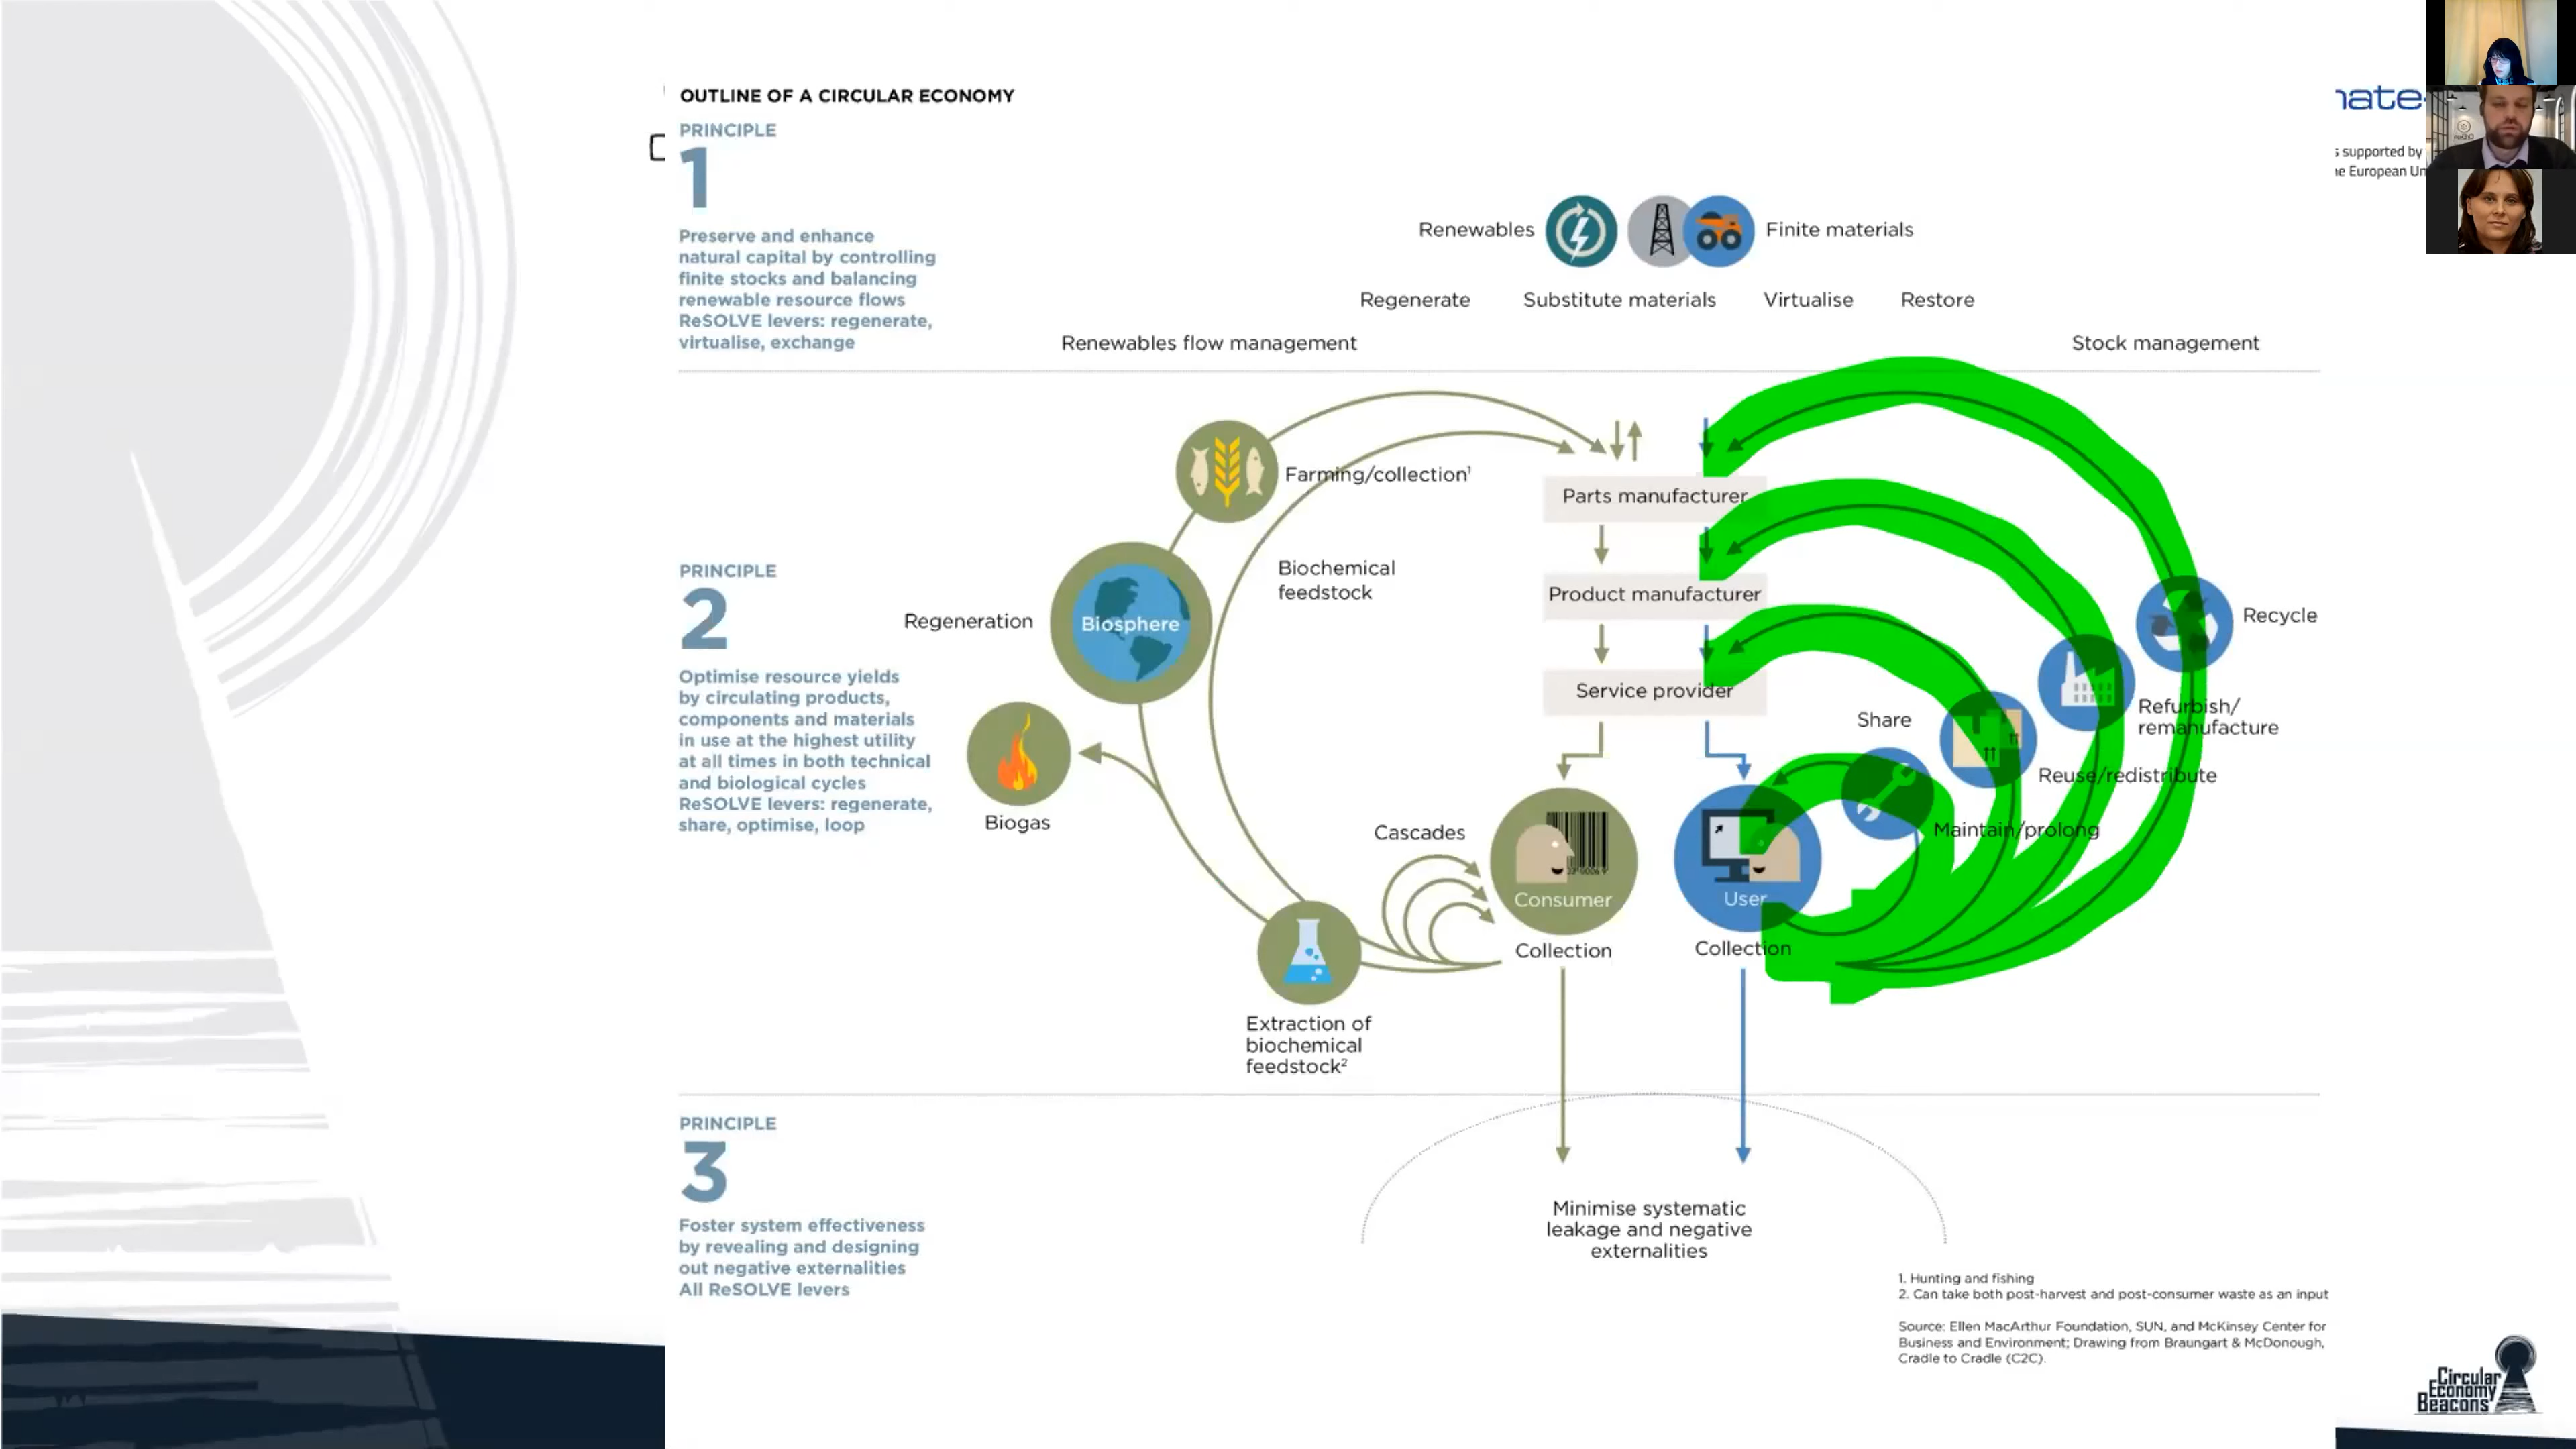 OUTLINE OF A CIRCULAR ECONOMY
PRINCIPLE
1
Preserve and enhance
natural capital by controlling
finite stocks and balancing
renewable resource flows
ReSOLVE levers: regenerate,
virtualise, exchange
Renewables
Finite materials
Regenerate
Substitute materials
Virtualise
Restore
Renewables flow management
Stock management
PRINCIPLE
2
Optimise resource yields
by circulating products,
components and materials
in use at the highest utility
at all times in both technical
and biological cycles
ReSOLVE levers: regenerate,
share, optimise, loop
Farming/collection¹
Biochemical
feedstock
Regeneration
Biosphere
Biogas
Cascades
Extraction of
biochemical
feedstock²
Parts manufacturer
Product manufacturer
Service provider
Consumer
Collection
User
Collection
Share
Maintain/prolong
Reuse/redistribute
Refurbish/
remanufacture
Recycle
PRINCIPLE
3
Foster system effectiveness
by revealing and designing
out negative externalities
All ReSOLVE levers
Minimise systematic
leakage and negative
externalities
1. Hunting and fishing
2. Can take both post-harvest and post-consumer waste as an input
Source: Ellen MacArthur Foundation, SUN, and McKinsey Center for
Business and Environment; Drawing from Braungart & McDonough,
Cradle to Cradle (C2C).
supported by
European
Circular
Economy
Beacons